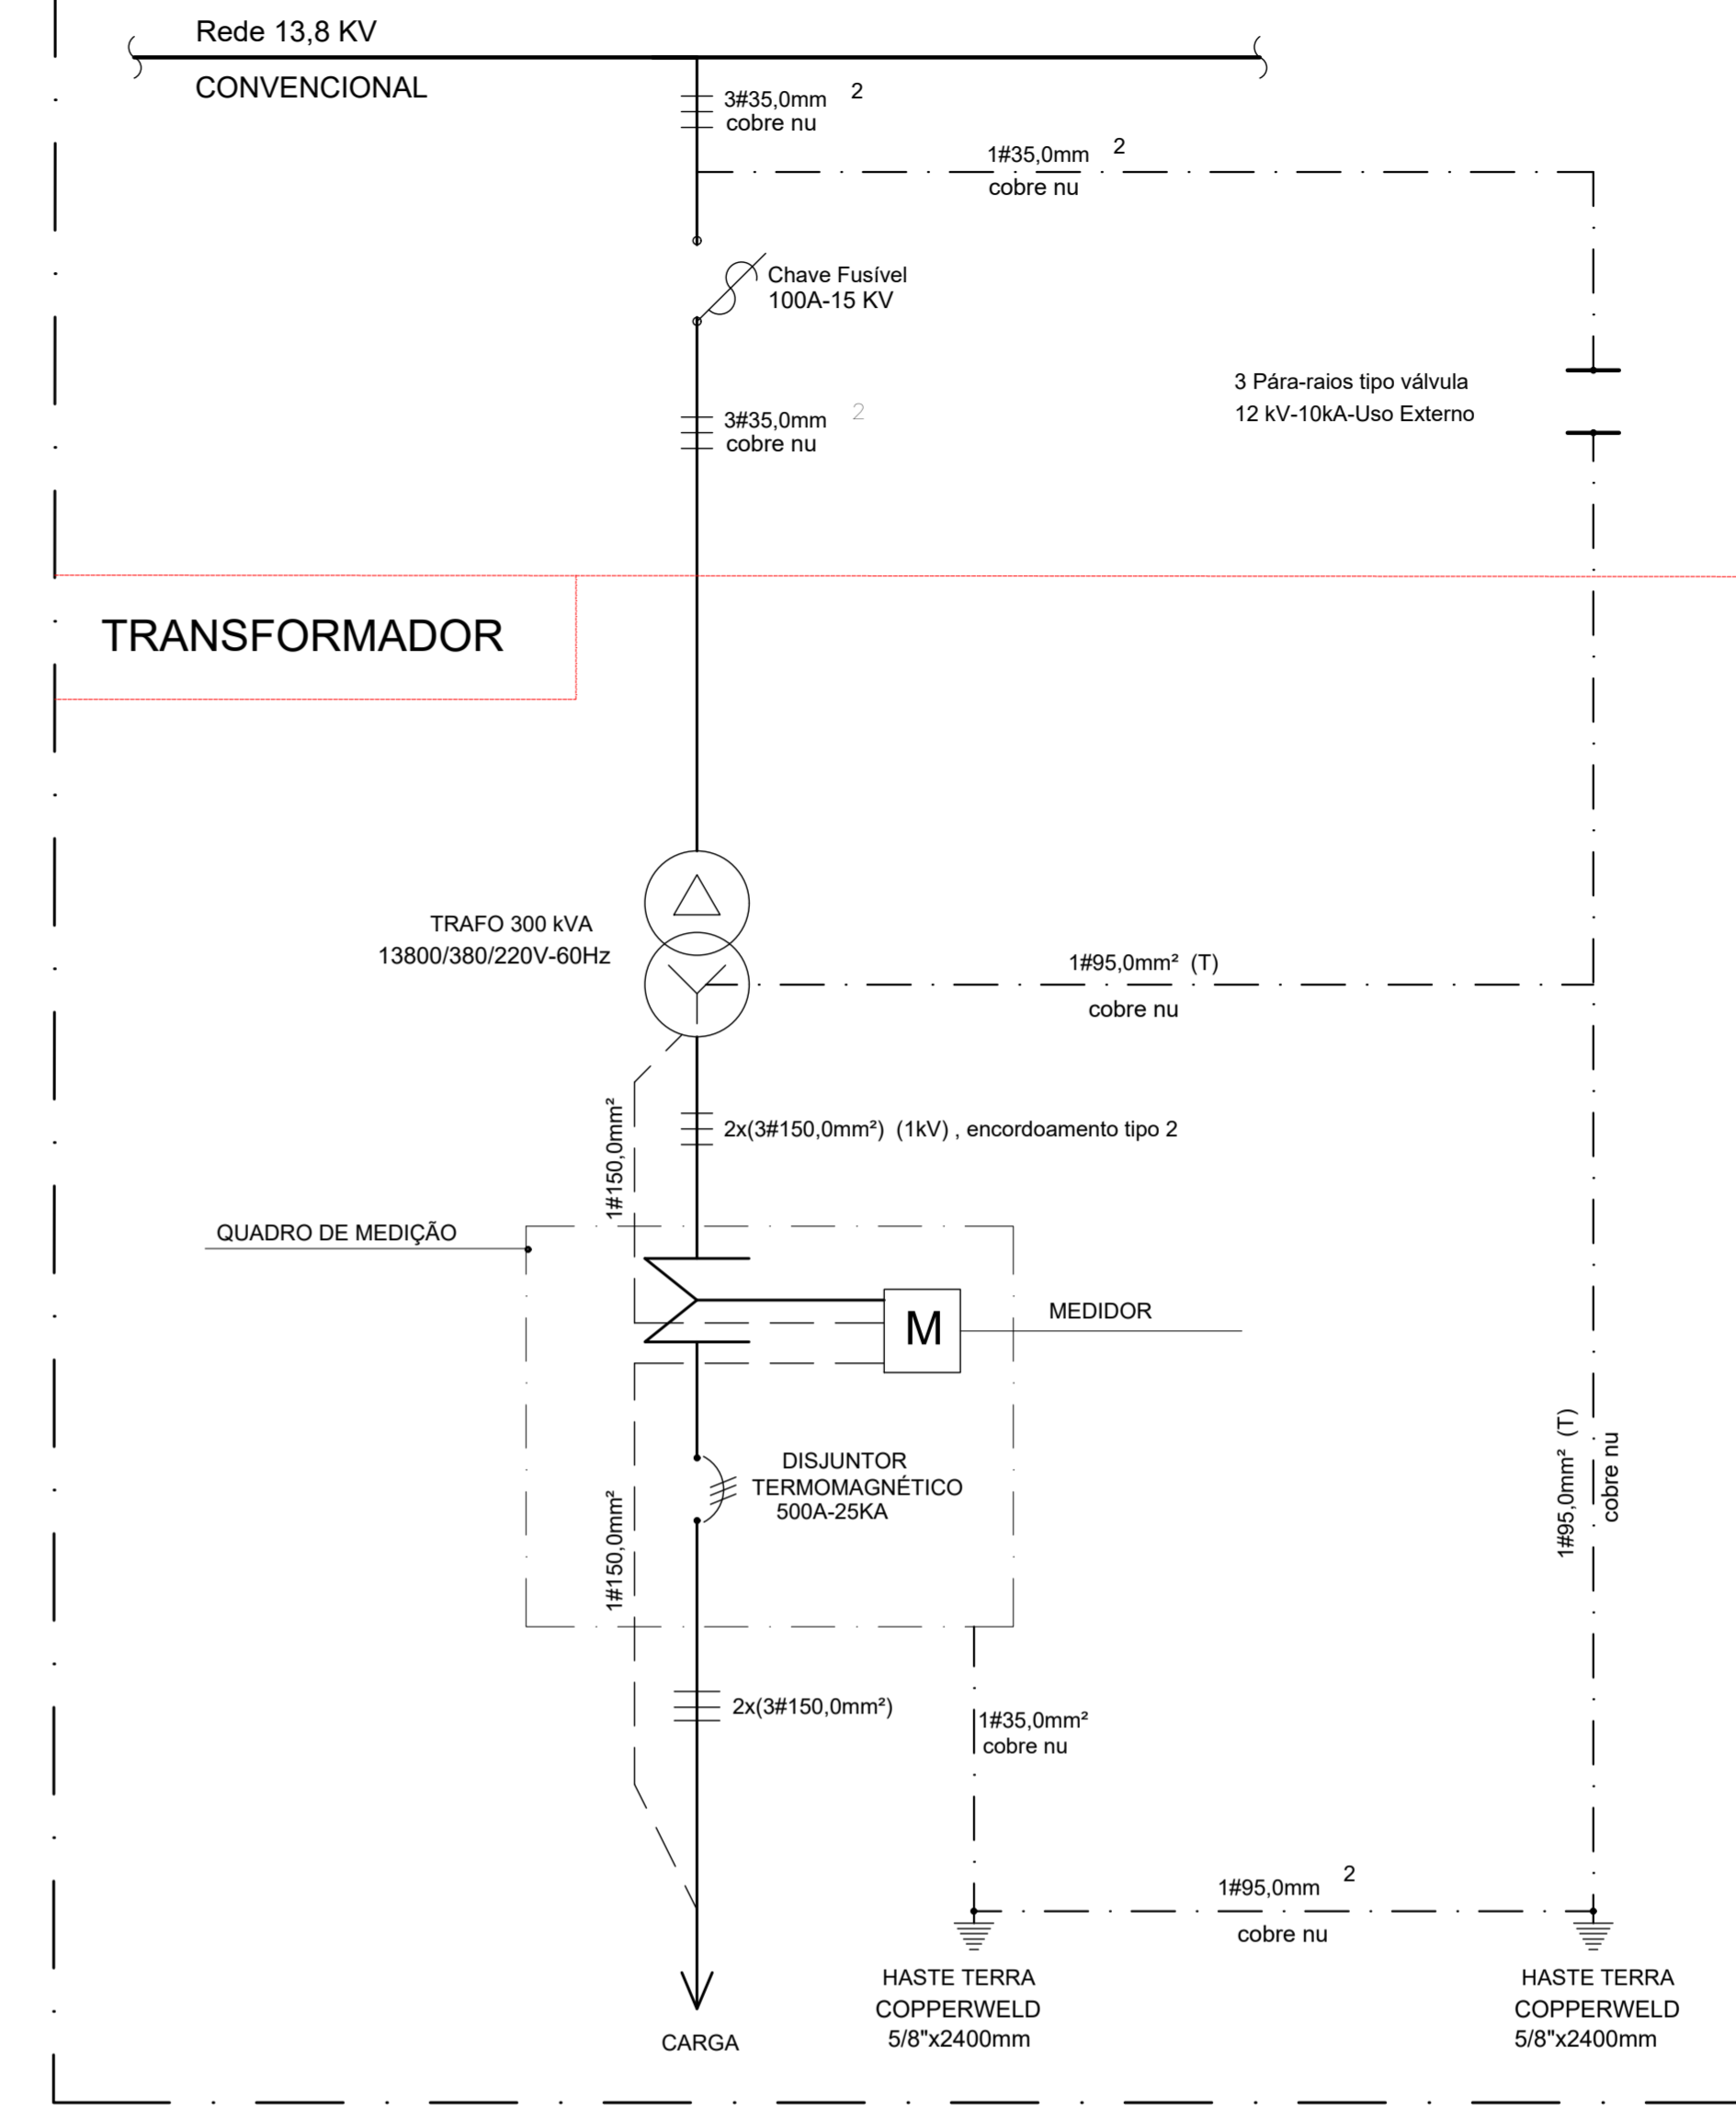 Rede 13,8 KV
CONVENCIONAL
3#35,0mm 2
cobre nu
1#35,0mm 2
cobre nu
Chave Fusível
100A-15 KV
3 Pára-raios tipo válvula
12 kV-10kA-Uso Externo
3#35,0mm 2
cobre nu
TRANSFORMADOR
TRAFO 300 kVA
13800/380/220V-60Hz
1#95,0mm² (T)
cobre nu
1#150,0mm²
2x(3#150,0mm²) (1kV) , encordoamento tipo 2
QUADRO DE MEDIÇÃO
M
MEDIDOR
DISJUNTOR
TERMOMAGNÉTICO
500A-25KA
1#150,0mm²
1#95,0mm² (T)
cobre nu
2x(3#150,0mm²)
1#35,0mm²
cobre nu
1#95,0mm 2
cobre nu
HASTE TERRA
COPPERWELD
5/8"x2400mm
HASTE TERRA
COPPERWELD
5/8"x2400mm
CARGA